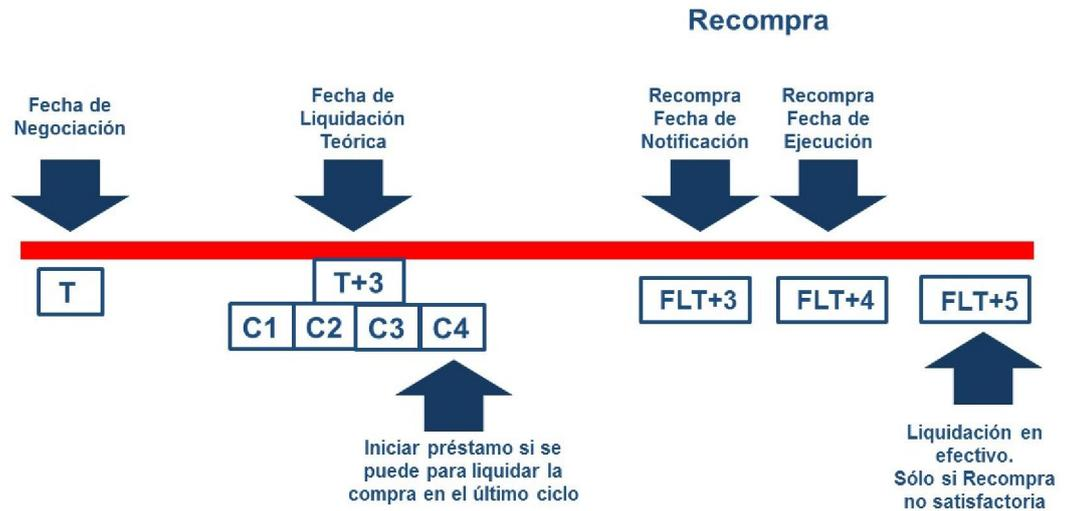 Recompra
Fecha de
Negociación
Fecha de
Liquidación
Teórica
Recompra
Fecha de
Notificación
Recompra
Fecha de
Ejecución
T
T+3
C1
C2
C3
C4
FLT+3
FLT+4
FLT+5
Iniciar préstamo si se
puede para liquidar la
compra en el último ciclo
Liquidación en
efectivo.
Sólo si Recompra
no satisfactoria